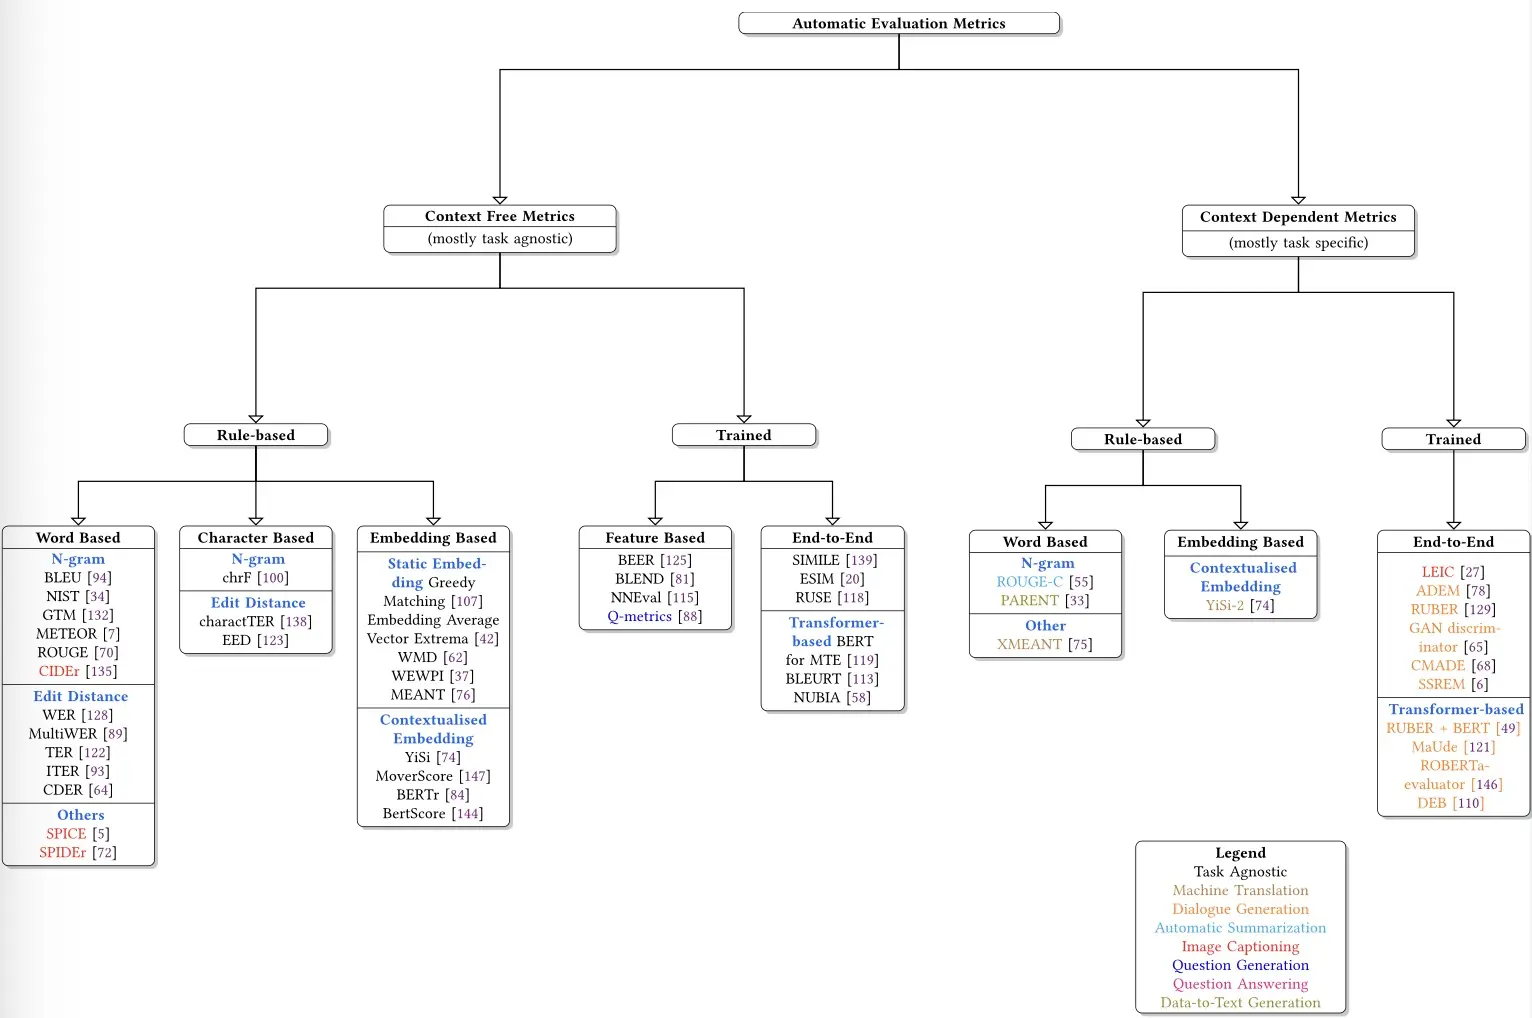 Automatic Evaluation Metrics
Context Free Metrics
(mostly task agnostic)
Context Dependent Metrics
(mostly task specific)
Rule-based
Trained
Rule-based
Trained
Word Based
N-gram
BLEU [94]
NIST [34]
GTM [132]
METEOR [7]
ROUGE [70]
CIDEr [135]
Edit Distance
WER [128]
MultiWER [89]
TER [122]
ITER [93]
CDER [64]
Others
SPICE [5]
SPIDEr [72]
Character Based
N-gram
chrF [100]
Edit Distance
charactTER [138]
EED [123]
Embedding Based
Static Embed-
ding Greedy
Matching [107]
Embedding Average
Vector Extrema [42]
WMD [62]
WEWPI [37]
MEANT [76]
Contextualised
Embedding
YiSi [74]
MoverScore [147]
BERTr [84]
BertScore [144]
Feature Based
BEER [125]
BLEND [81]
NNEval [115]
Q-metrics [88]
End-to-End
SIMILE [139]
ESIM [20]
RUSE [118]
Transformer-
based BERT
for MTE [119]
BLEURT [113]
NUBIA [58]
Word Based
N-gram
ROUGE-C [55]
PARENT [33]
Other
XMEANT [75]
Embedding Based
Contextualised
Embedding
YiSi-2 [74]
End-to-End
LEIC [27]
ADEM [78]
RUBER [129]
GAN discrim-
inator [65]
CMADE [68]
SSREM [6]
Transformer-based
RUBER + BERT [49]
MaUde [121]
ROBERTa-
evaluator [146]
DEB [110]
Legend
Task Agnostic
Machine Translation
Dialogue Generation
Automatic Summarization
Image Captioning
Question Generation
Question Answering
Data-to-Text Generation